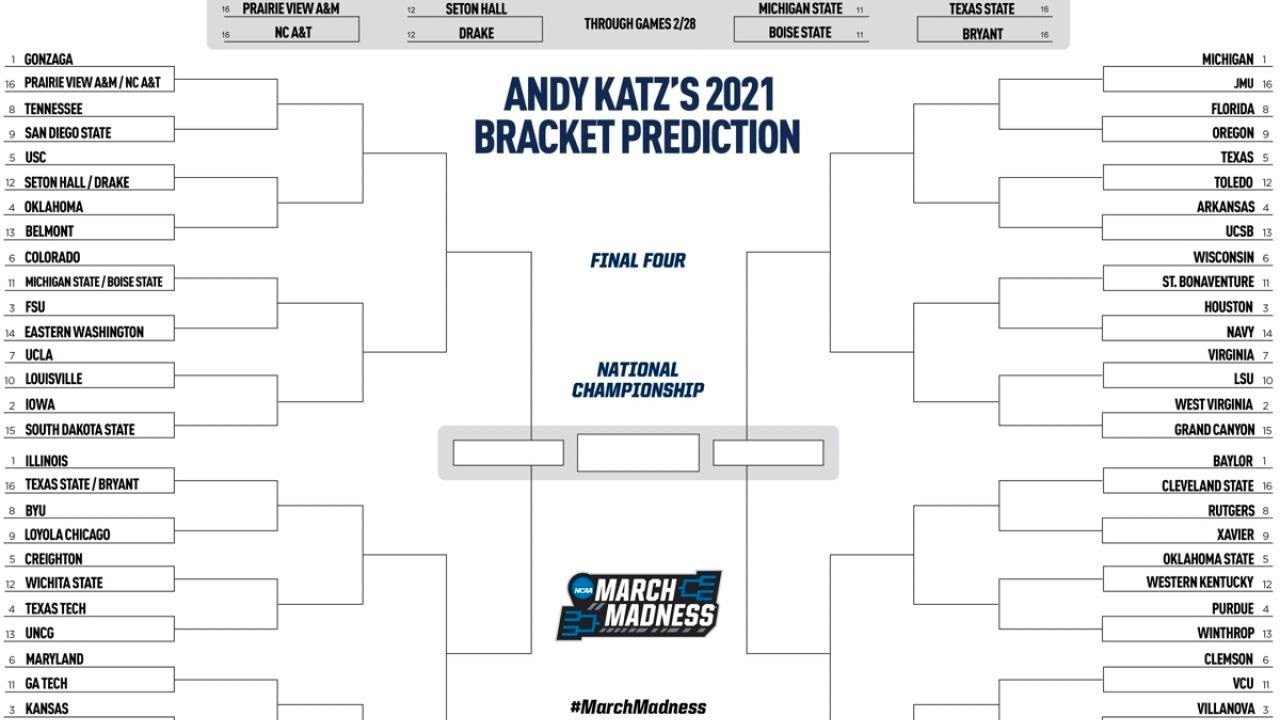 16 PRAIRIE VIEW A&M
16 NC A&T
12 SETON HALL
12 DRAKE
THROUGH GAMES 2/28
MICHIGAN STATE 11
BOISE STATE 11
TEXAS STATE 16
BRYANT 16
ANDY KATZ'S 2021
BRACKET PREDICTION
1 GONZAGA
16 PRAIRIE VIEW A&M / NC A&T
8 TENNESSEE
9 SAN DIEGO STATE
5 USC
12 SETON HALL / DRAKE
4 OKLAHOMA
13 BELMONT
6 COLORADO
11 MICHIGAN STATE / BOISE STATE
3 FSU
14 EASTERN WASHINGTON
7 UCLA
10 LOUISVILLE
2 IOWA
15 SOUTH DAKOTA STATE
1 ILLINOIS
16 TEXAS STATE / BRYANT
8 BYU
9 LOYOLA CHICAGO
5 CREIGHTON
12 WICHITA STATE
4 TEXAS TECH
13 UNCG
6 MARYLAND
11 GA TECH
3 KANSAS
FINAL FOUR
NATIONAL
CHAMPIONSHIP
NCAA
MARCH
MADNESS
#MarchMadness
MICHIGAN 1
JMU 16
FLORIDA 8
OREGON 9
TEXAS 5
TOLEDO 12
ARKANSAS 4
UCSB 13
WISCONSIN 6
ST. BONAVENTURE 11
HOUSTON 3
NAVY 14
VIRGINIA 7
LSU 10
WEST VIRGINIA 2
GRAND CANYON 15
BAYLOR 1
CLEVELAND STATE 16
RUTGERS 8
XAVIER 9
OKLAHOMA STATE 5
WESTERN KENTUCKY 12
PURDUE 4
WINTHROP 13
CLEMSON 6
VCU 11
VILLANOVA 3